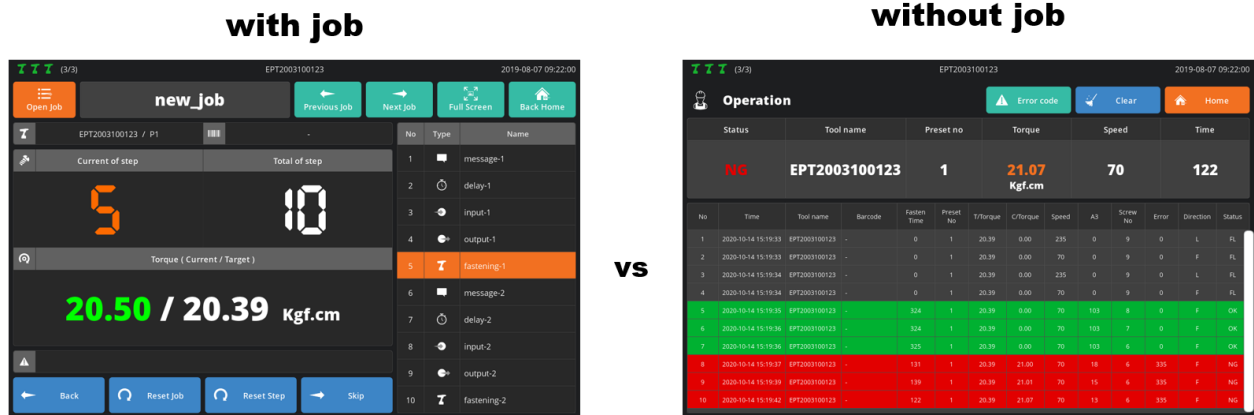 with job
without job
vs
(3/3) EPT2003100123 2019-08-07 09:22:00
Open Job new_job Previous Job Next Job Full Screen Back Home
EPT2003100123 / P1 -
Current of step Total of step
5 10
Torque ( Current / Target )
20.50 / 20.39 Kgf.cm
Back Reset Job Reset Step Skip
No Type Name
1 message-1
2 delay-1
3 input-1
4 output-1
5 fastening-1
6 message-2
7 delay-2
8 input-2
9 output-2
10 fastening-2
(3/3) EPT2003100123 2019-08-07 09:22:00
Operation Error code Clear Home
Status Tool name Preset no Torque Speed Time
NG EPT2003100123 1 21.07 70 122
Kgf.cm
No Time Tool name Barcode Fasten Time Preset No T/Torque C/Torque Speed A3 Screw No Error Direction Status
1 2020-10-14 15:19:33 EPT2003100123 - 0 1 20.39 0.00 235 0 9 0 L FL
2 2020-10-14 15:19:33 EPT2003100123 - 0 1 20.39 0.00 70 0 9 0 F FL
3 2020-10-14 15:19:34 EPT2003100123 - 0 1 20.39 0.00 235 0 9 0 L FL
4 2020-10-14 15:19:34 EPT2003100123 - 0 1 20.39 0.00 70 0 9 0 F FL
5 2020-10-14 15:19:35 EPT2003100123 - 324 1 20.39 0.00 70 103 8 0 F OK
6 2020-10-14 15:19:36 EPT2003100123 - 324 1 20.39 0.00 70 103 7 0 F OK
7 2020-10-14 15:19:36 EPT2003100123 - 325 1 20.39 0.00 70 103 6 0 F OK
8 2020-10-14 15:19:37 EPT2003100123 - 131 1 20.39 21.00 70 18 6 335 F NG
9 2020-10-14 15:19:39 EPT2003100123 - 139 1 20.39 21.01 70 15 6 335 F NG
10 2020-10-14 15:19:42 EPT2003100123 - 122 1 20.39 21.07 70 13 6 335 F NG